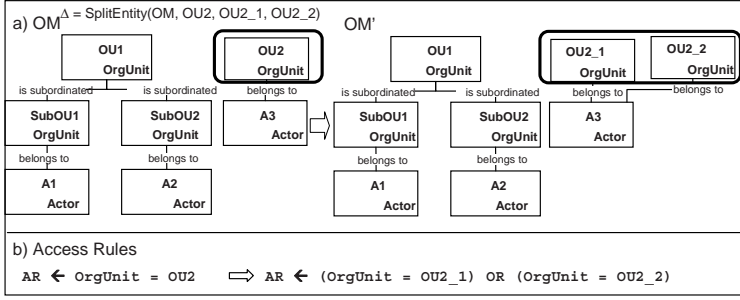 a) OM Δ = SplitEntity(OM, OU2, OU2_1, OU2_2) OM'
OU1 OrgUnit
OU2 OrgUnit
is subordinated is subordinated belongs to
SubOU1 OrgUnit
SubOU2 OrgUnit
A3 Actor
belongs to belongs to
A1 Actor
A2 Actor
OU1 OrgUnit
OU2_1 OrgUnit
OU2_2 OrgUnit
is subordinated is subordinated belongs to belongs to
SubOU1 OrgUnit
SubOU2 OrgUnit
A3 Actor
belongs to belongs to
A1 Actor
A2 Actor
b) Access Rules
AR ← OrgUnit = OU2 ⇨ AR ← (OrgUnit = OU2_1) OR (OrgUnit = OU2_2)